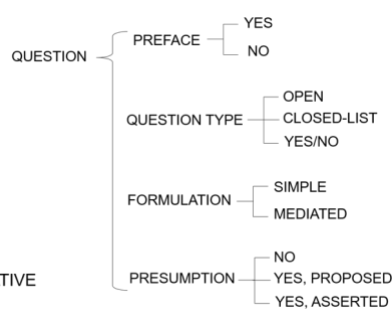 YES
PREFACE
NO
QUESTION
OPEN
QUESTION TYPE
CLOSED-LIST
YES/NO
SIMPLE
FORMULATION
MEDIATED
NO
PRESUMPTION
YES, PROPOSED
TIVE
YES, ASSERTED